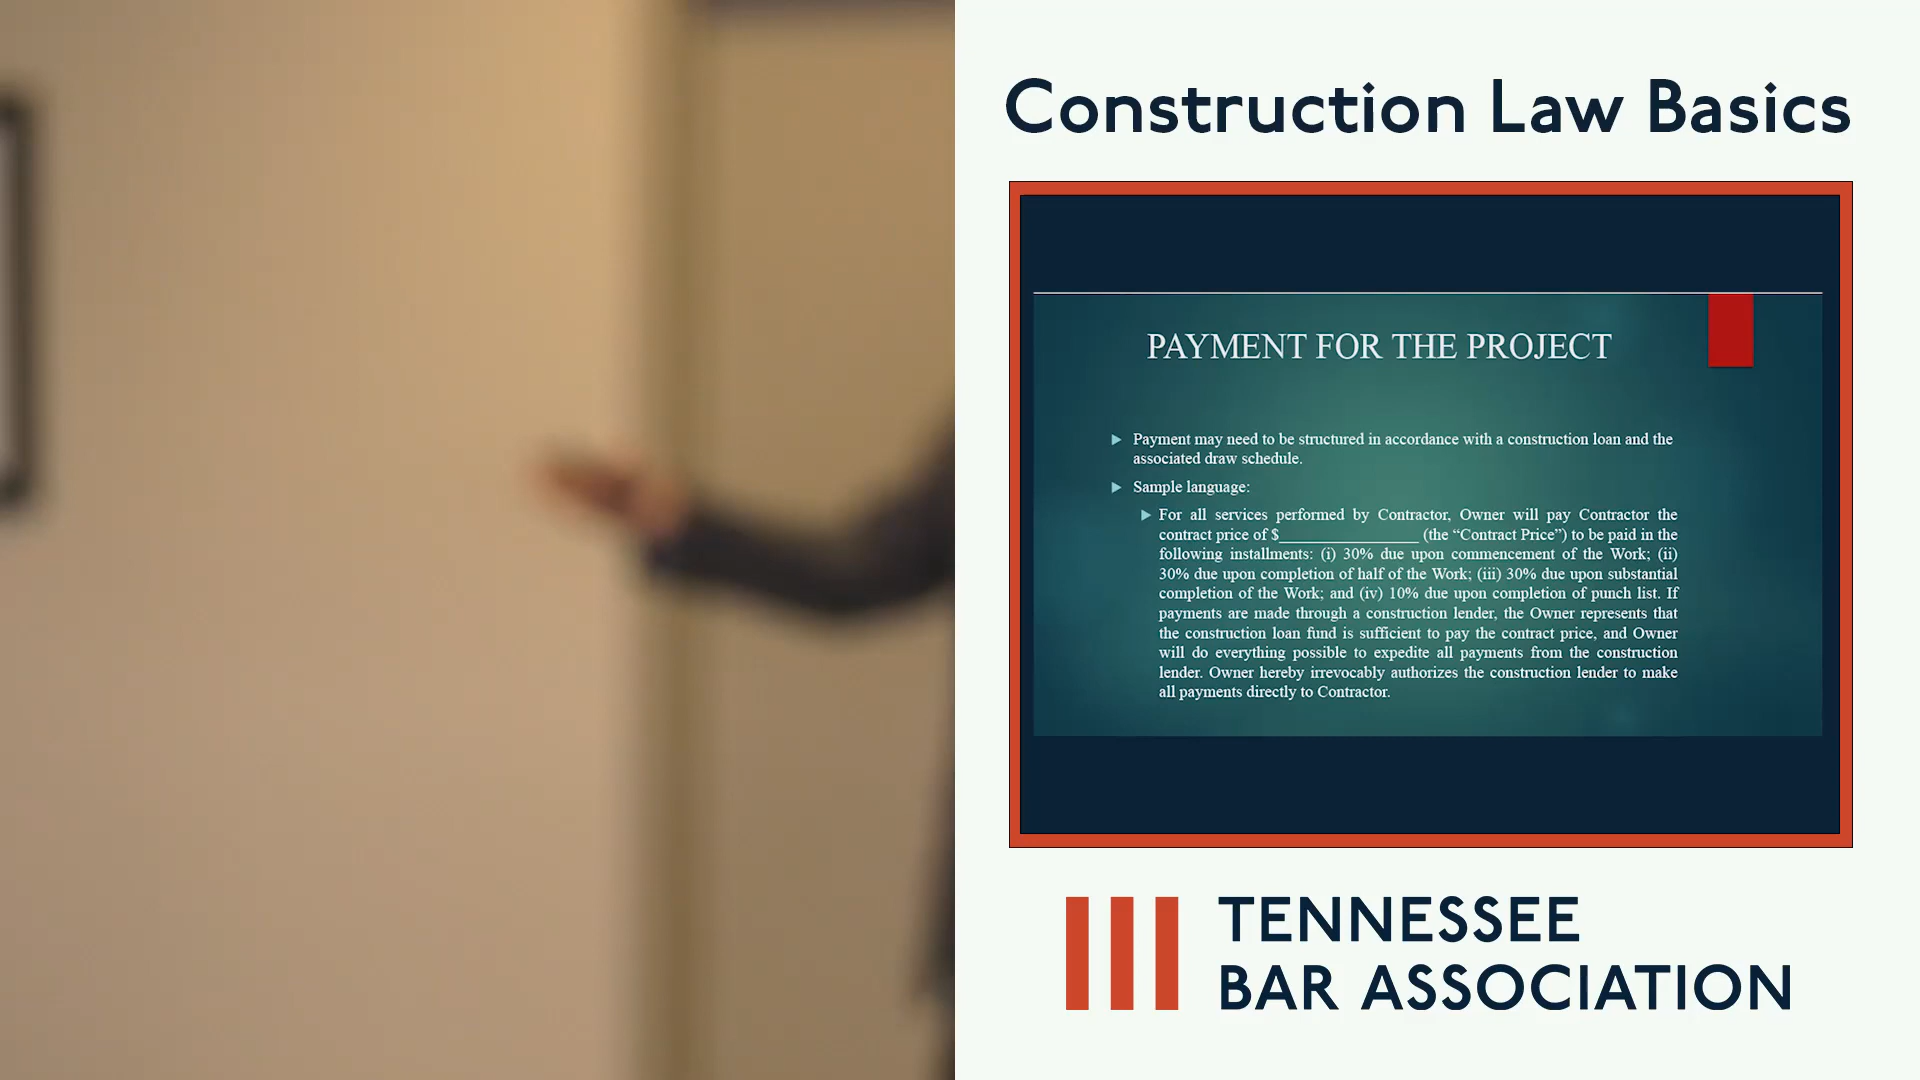 Construction Law Basics
PAYMENT FOR THE PROJECT
Payment may need to be structured in accordance with a construction loan and the
associated draw schedule.
Sample language:
For all services performed by Contractor, Owner will pay Contractor the
contract price of $_________________ (the “Contract Price”) to be paid in the
following installments: (i) 30% due upon commencement of the Work; (ii)
30% due upon completion of half of the Work; (iii) 30% due upon substantial
completion of the Work; and (iv) 10% due upon completion of punch list. If
payments are made through a construction lender, the Owner represents that
the construction loan fund is sufficient to pay the contract price, and Owner
will do everything possible to expedite all payments from the construction
lender. Owner hereby irrevocably authorizes the construction lender to make
all payments directly to Contractor.
TENNESSEE
BAR ASSOCIATION